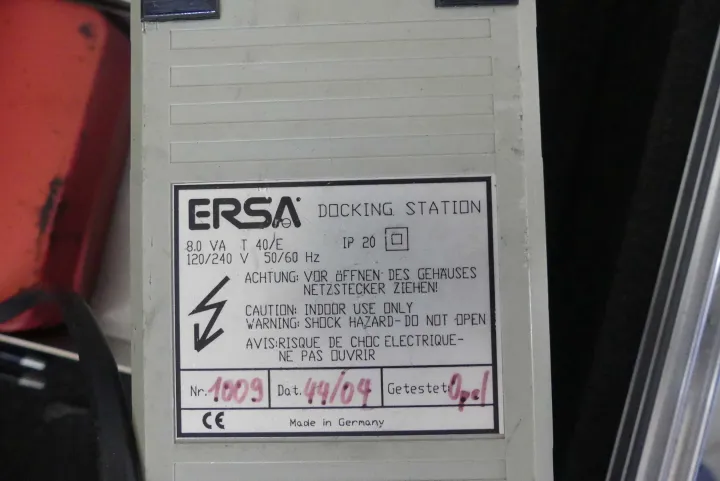 ERSA DOCKING STATION
8.0 VA T 40/E IP 20
120/240 V 50/60 Hz
ACHTUNG: VOR ÖFFNEN DES GEHÄUSES
NETZSTECKER ZIEHEN!
CAUTION: INDOOR USE ONLY
WARNING: SHOCK HAZARD-DO NOT OPEN
AVIS:RISQUE DE CHOC ELECTRIQUE-
NE PAS OUVRIR
Nr. 1009 Dat. 44/04 Getestet: Opel
CE Made in Germany